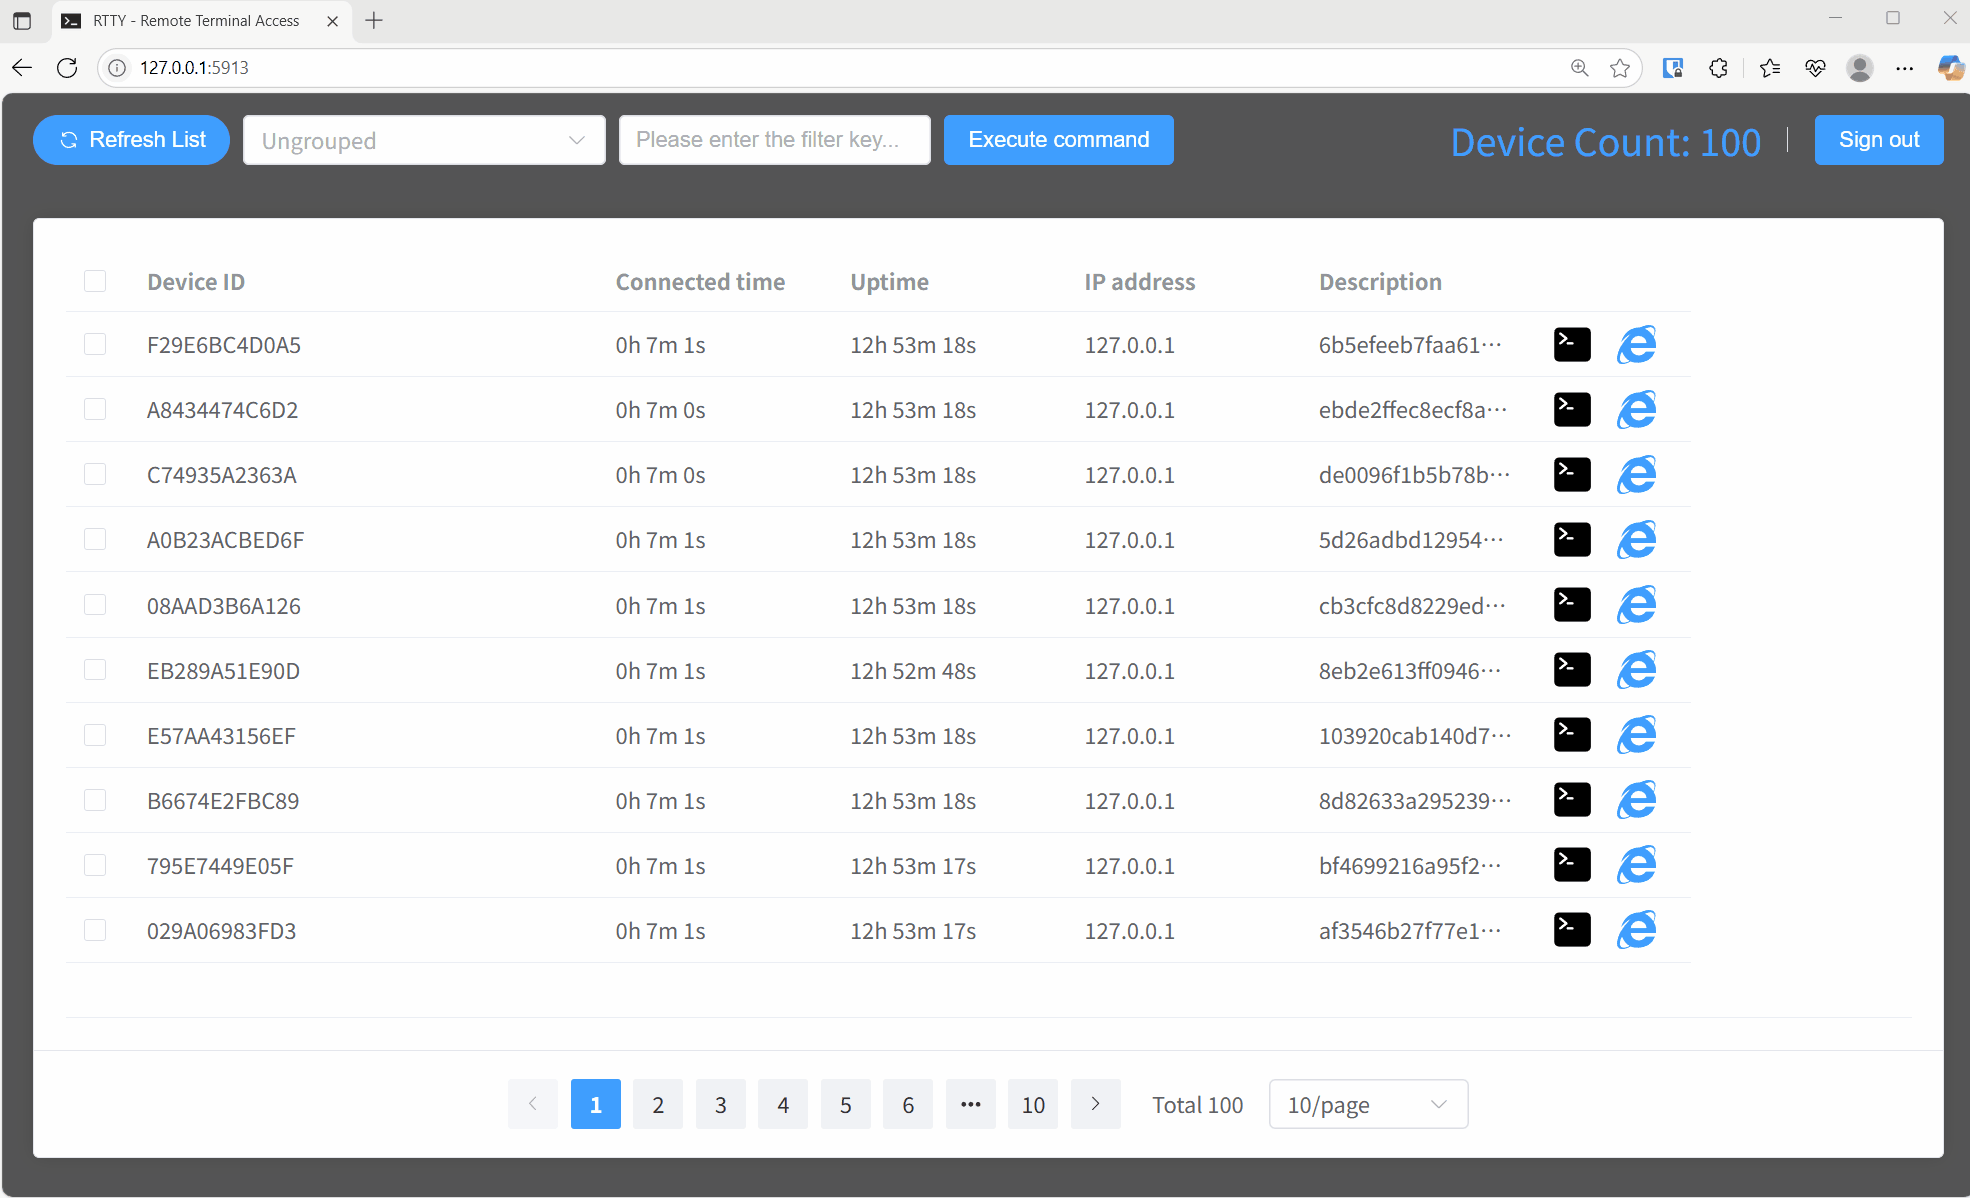 RTTY - Remote Terminal Access
127.0.0.1:5913
Refresh List Ungrouped Please enter the filter key... Execute command Device Count: 100 Sign out
Device ID Connected time Uptime IP address Description
F29E6BC4D0A5 0h 7m 1s 12h 53m 18s 127.0.0.1 6b5efeeb7faa61···
A8434474C6D2 0h 7m 0s 12h 53m 18s 127.0.0.1 ebde2ffec8ecf8a···
C74935A2363A 0h 7m 0s 12h 53m 18s 127.0.0.1 de0096f1b5b78b···
A0B23ACBED6F 0h 7m 1s 12h 53m 18s 127.0.0.1 5d26adbd12954···
08AAD3B6A126 0h 7m 1s 12h 53m 18s 127.0.0.1 cb3cfc8d8229ed···
EB289A51E90D 0h 7m 1s 12h 52m 48s 127.0.0.1 8eb2e613ff0946···
E57AA43156EF 0h 7m 1s 12h 53m 18s 127.0.0.1 103920cab140d7···
B6674E2FBC89 0h 7m 1s 12h 53m 18s 127.0.0.1 8d82633a295239···
795E7449E05F 0h 7m 1s 12h 53m 17s 127.0.0.1 bf4699216a95f2···
029A06983FD3 0h 7m 1s 12h 53m 17s 127.0.0.1 af3546b27f77e1···
1 2 3 4 5 6 ••• 10 Total 100 10/page